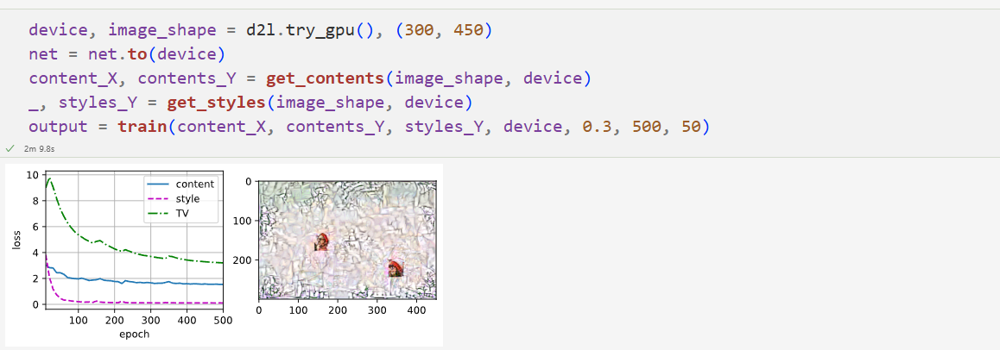 device, image_shape = d2l.try_gpu(), (300, 450)
net = net.to(device)
content_X, contents_Y = get_contents(image_shape, device)
_, styles_Y = get_styles(image_shape, device)
output = train(content_X, contents_Y, styles_Y, device, 0.3, 500, 50)
2m 9.8s
10
8
6
4
2
0
loss
content
style
TV
100 200 300 400 500
epoch
0
100
200
0 100 200 300 400